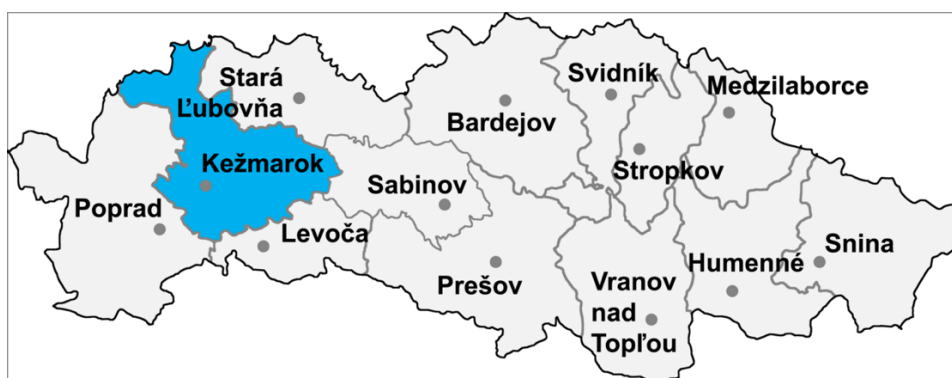 Stará
Ľubovňa
Svidník
Medzilaborce
Bardejov
Kežmarok
Stropkov
Sabinov
Poprad
Levoča
Snina
Humenné
Prešov
Vranov
nad
Topľou